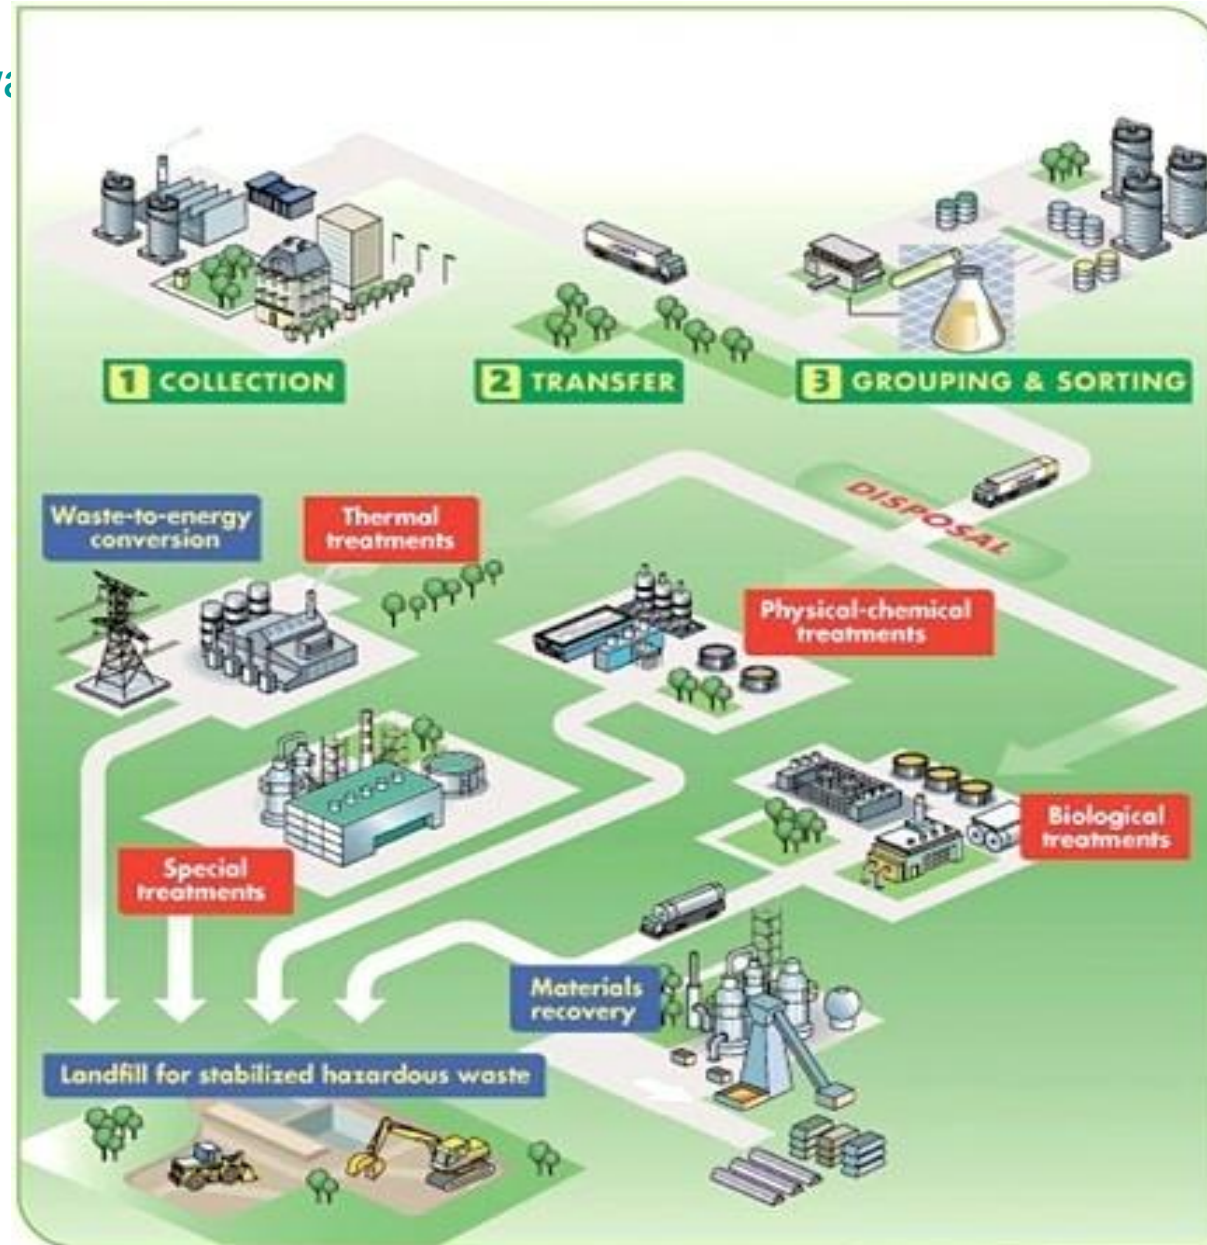 1 COLLECTION
2 TRANSFER
3 GROUPING & SORTING
DISPOSAL
Waste-to-energy
conversion
Thermal
treatments
Physical-chemical
treatments
Biological
treatments
Special
treatments
Materials
recovery
Landfill for stabilized hazardous waste